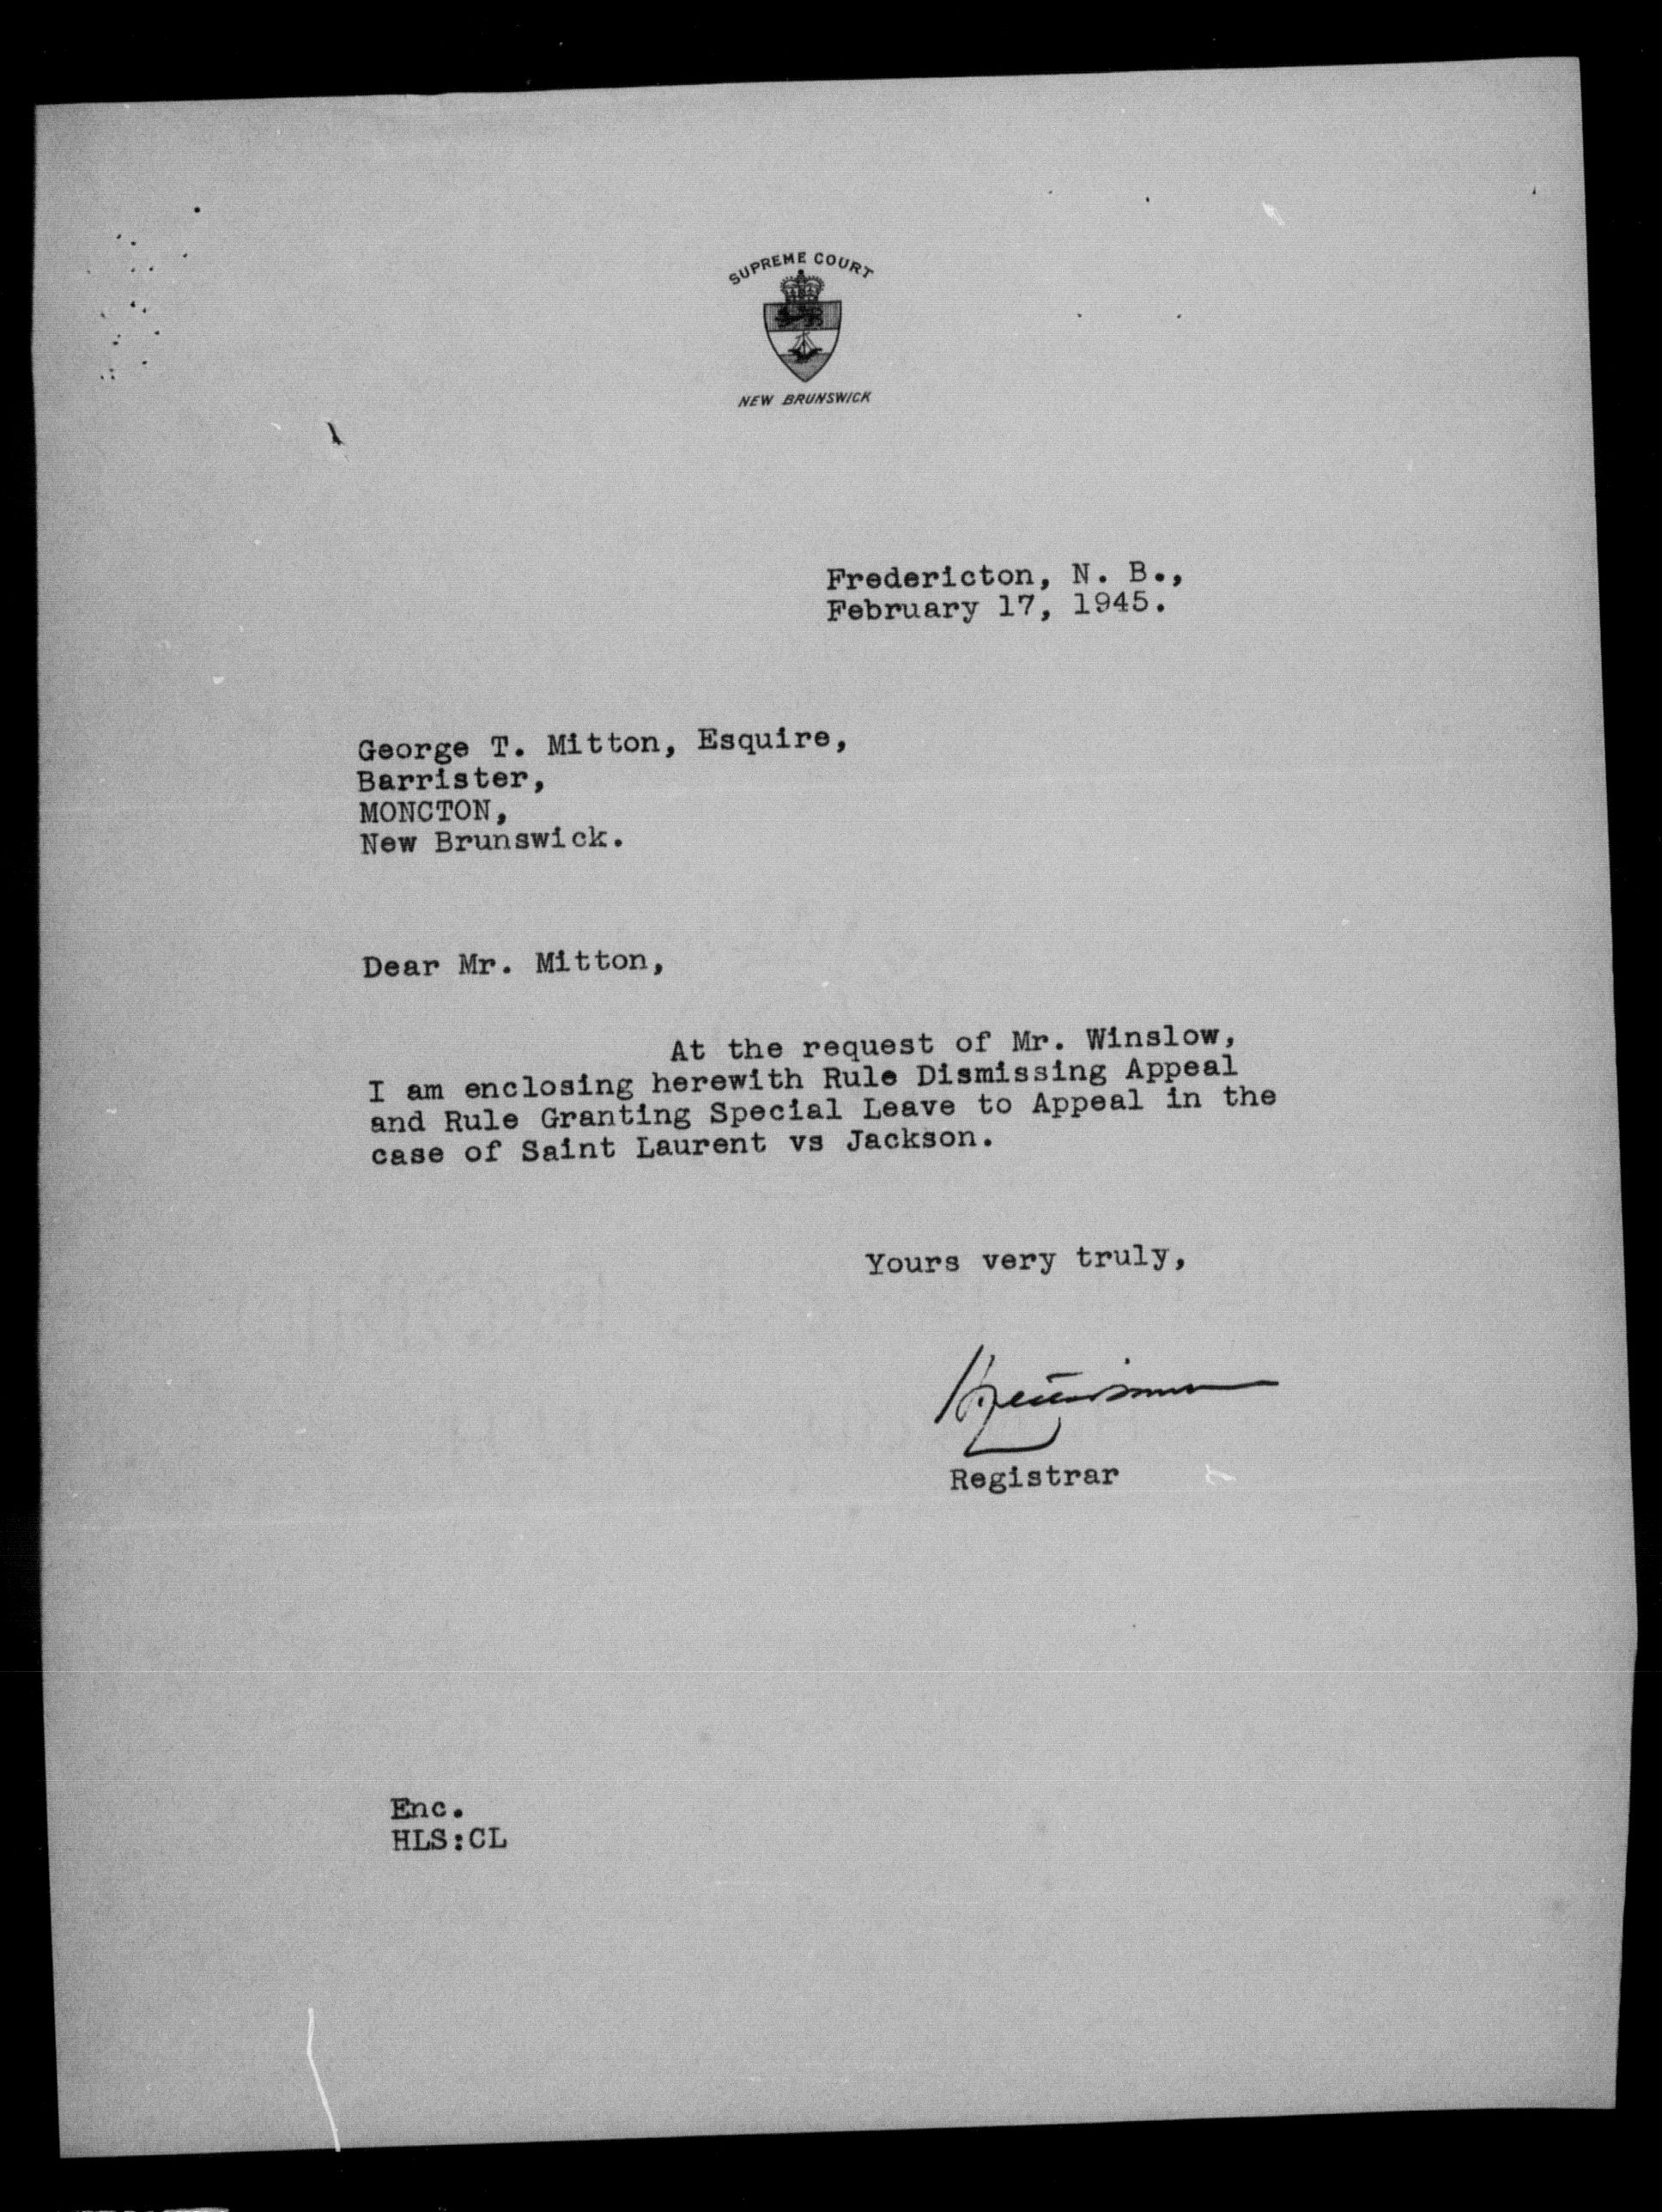 SUPREME COURT
NEW BRUNSWICK
Fredericton, N. B.,
February 17, 1945.
George T. Mitton, Esquire,
Barrister,
MONCTON,
New Brunswick.
Dear Mr. Mitton,
At the request of Mr. Winslow,
I am enclosing herewith Rule Dismissing Appeal
and Rule Granting Special Leave to Appeal in the
case of Saint Laurent vs Jackson.
Yours very truly,
Registrar
Enc.
HLS:CL